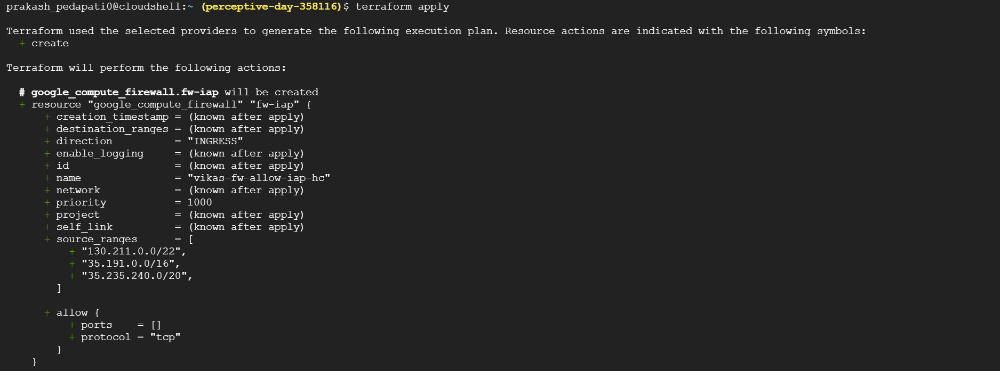 prakash_pedapati0@cloudshell:~ (perceptive-day-358116)$ terraform apply
Terraform used the selected providers to generate the following execution plan. Resource actions are indicated with the following symbols:
+ create
Terraform will perform the following actions:
# google_compute_firewall.fw-iap will be created
+ resource "google_compute_firewall" "fw-iap" {
+ creation_timestamp = (known after apply)
+ destination_ranges = (known after apply)
+ direction          = "INGRESS"
+ enable_logging     = (known after apply)
+ id                 = (known after apply)
+ name               = "vikas-fw-allow-iap-hc"
+ network            = (known after apply)
+ priority           = 1000
+ project            = (known after apply)
+ self_link          = (known after apply)
+ source_ranges      = [
+ "130.211.0.0/22",
+ "35.191.0.0/16",
+ "35.235.240.0/20",
]
+ allow {
+ ports    = []
+ protocol = "tcp"
}
}